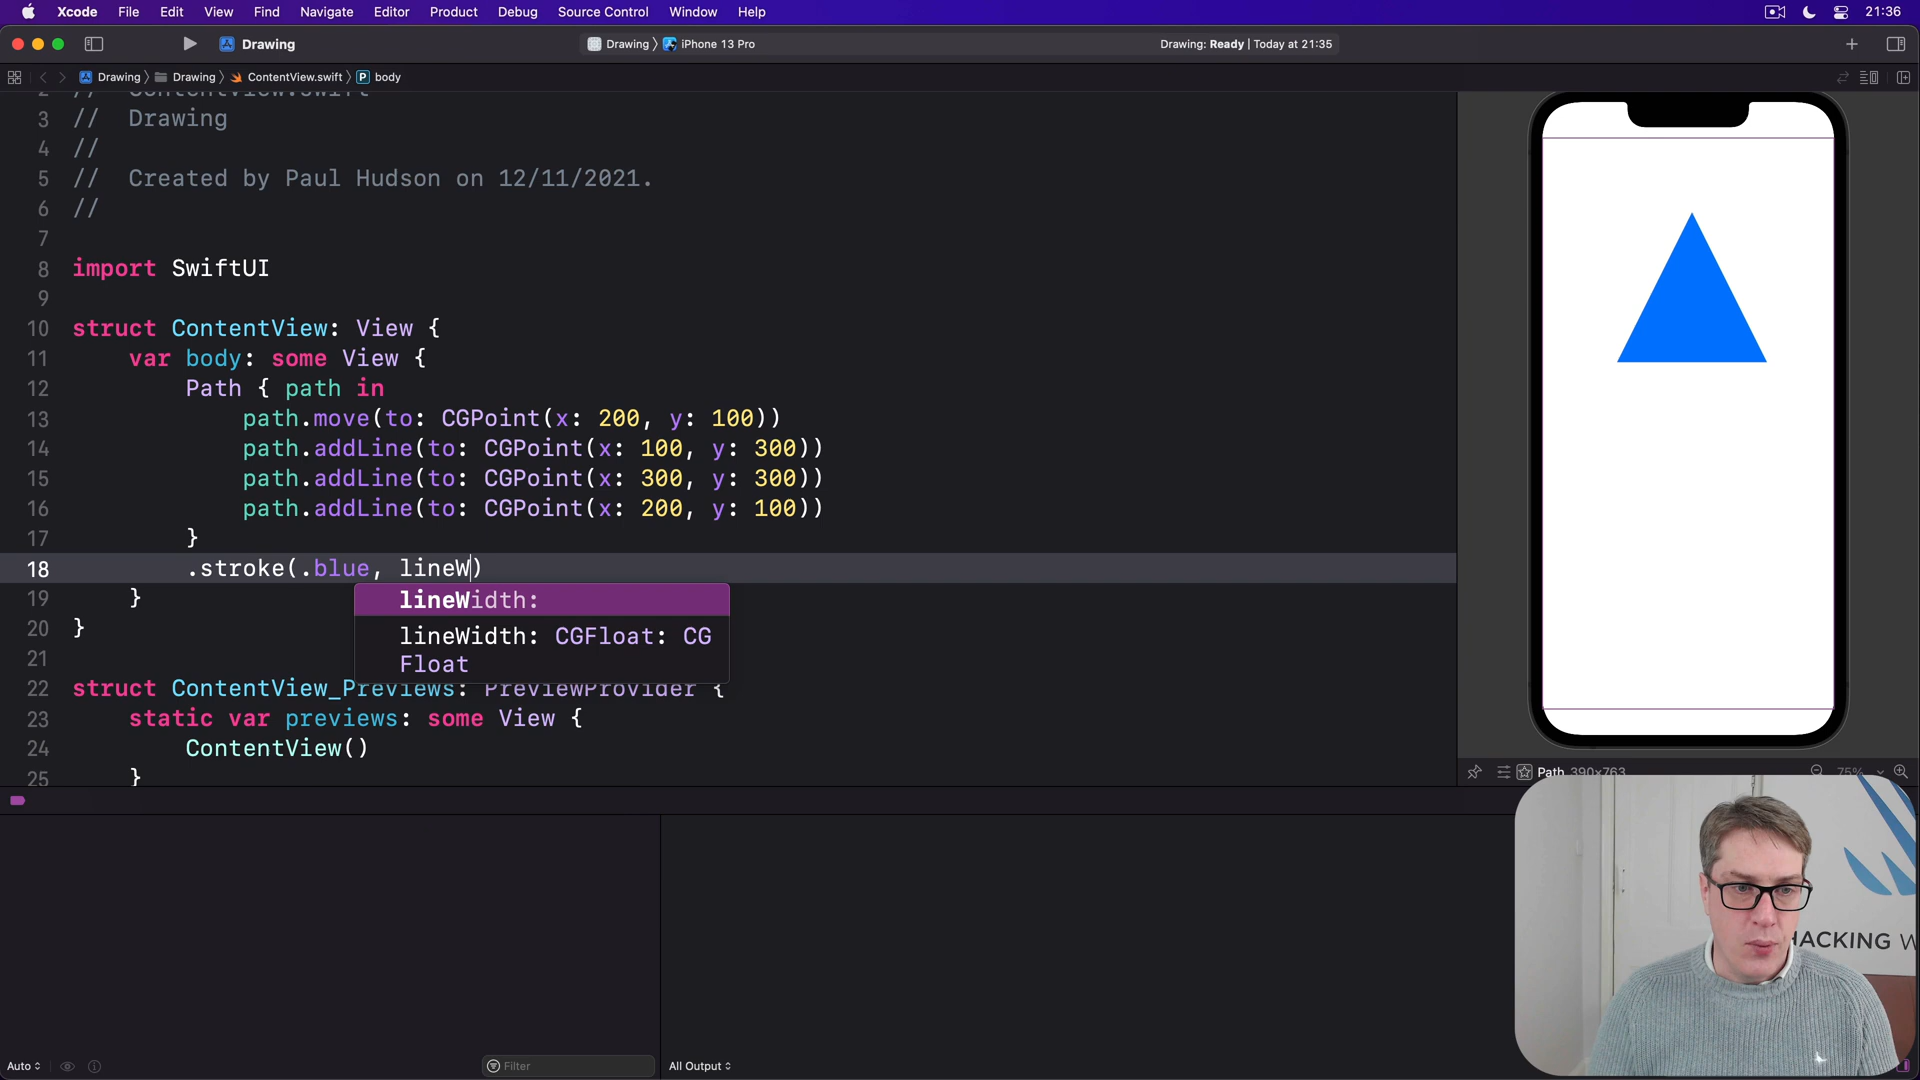 Xcode File Edit View Find Navigate Editor Product Debug Source Control Window Help 21:36
Drawing Drawing 〉 iPhone 13 Pro Drawing: Ready | Today at 21:35
Drawing 〉 Drawing 〉 ContentView.swift 〉 P body
2 // ContentView.swift
3 // Drawing
4 //
5 // Created by Paul Hudson on 12/11/2021.
6 //
7
8 import SwiftUI
9
10 struct ContentView: View {
11 var body: some View {
12 Path { path in
13 path.move(to: CGPoint(x: 200, y: 100))
14 path.addLine(to: CGPoint(x: 100, y: 300))
15 path.addLine(to: CGPoint(x: 300, y: 300))
16 path.addLine(to: CGPoint(x: 200, y: 100))
17 }
18 .stroke(.blue, lineW)
lineWidth:
lineWidth: CGFloat: CG
Float
19 }
20 }
21
22 struct ContentView_Previews: PreviewProvider {
23 static var previews: some View {
24 ContentView()
25 }
Path 390×763 75%
HACKING W
Auto Filter All Output